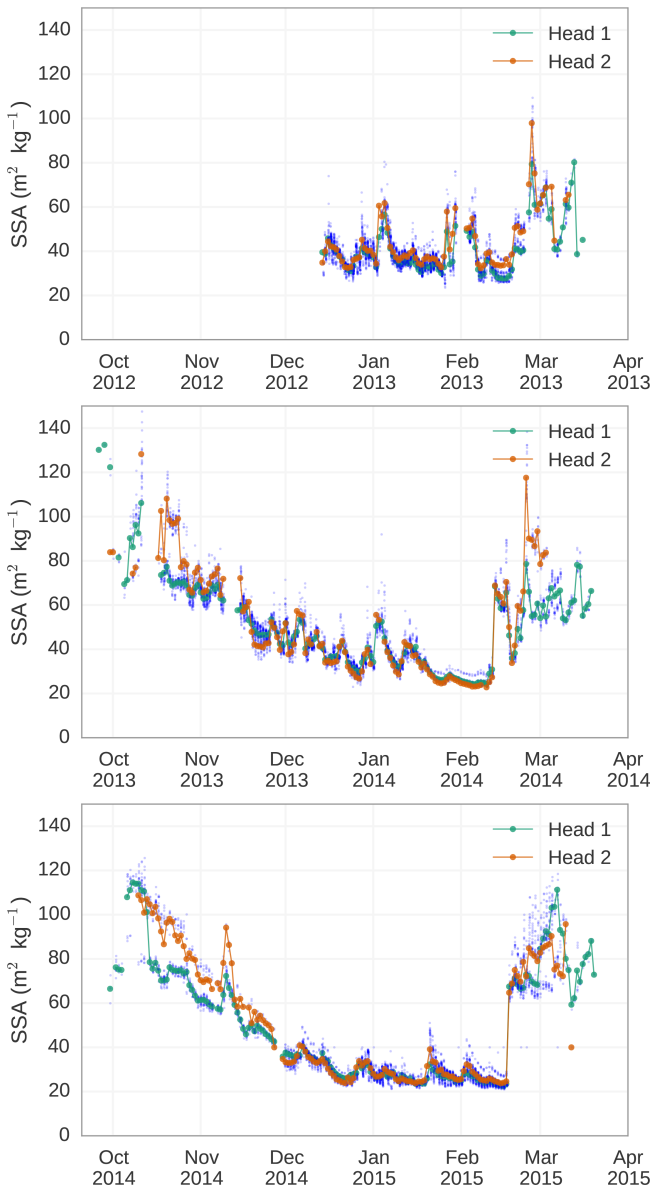 140
120
100
80
60
40
20
0
SSA (m² kg⁻¹)
Head 1
Head 2
Oct Nov Dec Jan Feb Mar Apr
2012 2012 2012 2013 2013 2013 2013
140
120
100
80
60
40
20
0
SSA (m² kg⁻¹)
Head 1
Head 2
Oct Nov Dec Jan Feb Mar Apr
2013 2013 2013 2014 2014 2014 2014
140
120
100
80
60
40
20
0
SSA (m² kg⁻¹)
Head 1
Head 2
Oct Nov Dec Jan Feb Mar Apr
2014 2014 2014 2015 2015 2015 2015